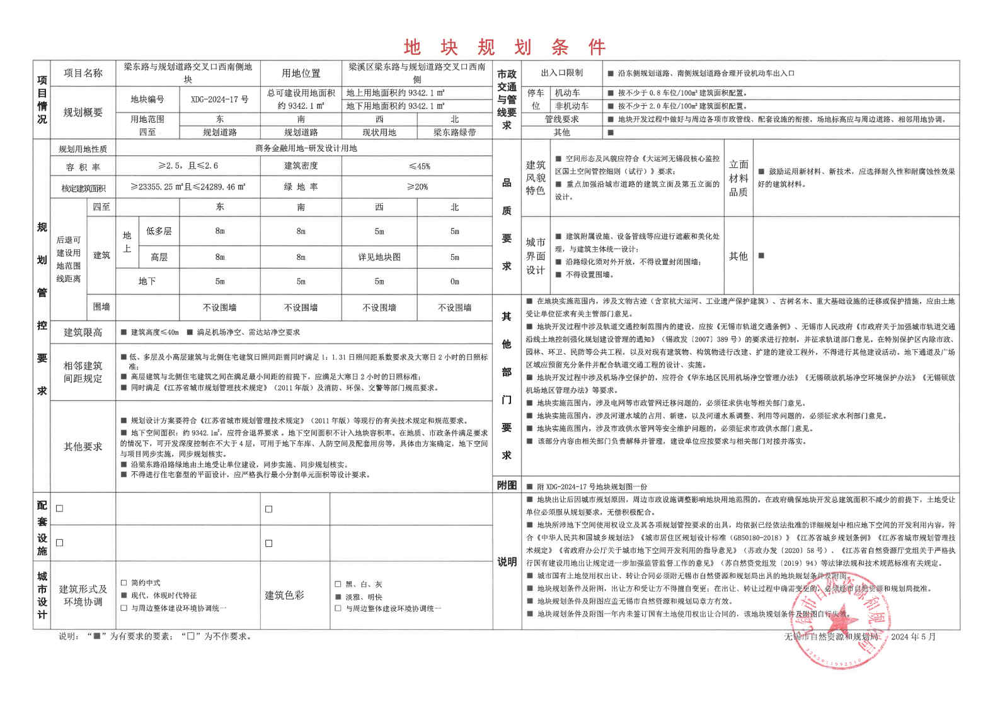 地块规划条件
项目情况
项目名称
梁东路与规划道路交叉口西南侧地
块
用地位置
梁溪区梁东路与规划道路交叉口西南
侧
规划概要
地块编号
XDG-2024-17 号
总可建设用地面积
约 9342.1 ㎡
地上用地面积约 9342.1 ㎡
地下用地面积约 9342.1 ㎡
用地范围
四至
东 南 西 北
规划道路 规划道路 现状用地 梁东路绿带
规划管控要求
规划用地性质
商务金融用地-研发设计用地
容 积 率
≥2.5，且≤2.6
建筑密度
≤45%
核定建筑面积
≥23355.25 ㎡且≤24289.46 ㎡
绿 地 率
≥20%
后退可
建设用
地范围
线距离
四至 东 南 西 北
建筑
地上
低多层 8m 8m 5m 5m
高层 8m 8m 详见地块图 5m
地下 5m 5m 5m 0m
围墙 不设围墙 不设围墙 不设围墙 不设围墙
建筑限高
■ 建筑高度≤40m ■ 满足机场净空、雷达站净空要求
相邻建筑
间距规定
■ 低、多层及小高层建筑与北侧住宅建筑日照间距需同时满足 1：1.31 日照间距系数要求及大寒日 2 小时的日照标
准；
■ 高层建筑与北侧住宅建筑之间在满足最小间距的前提下，应满足大寒日 2 小时的日照标准；
■ 同时满足《江苏省城市规划管理技术规定》（2011 年版）及消防、环保、交警等部门规范要求。
其他要求
■ 规划设计方案要符合《江苏省城市规划管理技术规定》（2011 年版）等现行的有关技术规定和规范要求。
■ 地下空间面积：约 9342.1㎡，应符合退界要求 。地下空间面积不计入地块容积率。在地质、市政条件满足要求
的情况下，可开发深度控制在不大于 4 层，可用于地下车库、人防空间及配套用房等，具体由方案确定，地下空间
与项目同步实施，同步规划核实。
■ 沿梁东路沿路绿地由土地受让单位建设，同步实施、同步规划核实。
■ 不得进行住宅套型的平面设计，应严格执行最小分割单元面积等设计要求。
配套设施
□ □
□ □
城市设计
建筑形式及
环境协调
□ 简约中式
■ 现代，体现时代特征
□ 与周边整体建设环境协调统一
建筑色彩
□ 黑、白、灰
■ 淡雅、明快
□ 与周边整体建设环境协调统一
市政
交通
与管
线要
求
出入口限制
■ 沿东侧规划道路、南侧规划道路合理开设机动车出入口
停车
位
机动车
■ 按不少于 0.8 车位/100㎡建筑面积配置。
非机动车
■ 按不少于 2.0 车位/100㎡建筑面积配置。
管线要求
■ 地块开发过程中做好与周边各项市政管线、配套设施的衔接，场地标高应与周边道路、相邻用地协调。
其他
■
品质要求
建筑
风貌
特色
■ 空间形态及风貌应符合《大运河无锡段核心监控
区国土空间管控细则（试行）》要求；
■ 重点加强沿城市道路的建筑立面及第五立面的
设计。
立面
材料
品质
■ 鼓励运用新材料、新技术，应选择耐久性和耐腐蚀性效果
好的建筑材料。
城市
界面
设计
■ 建筑附属设施、设备管线等应进行遮蔽和美化处
理，与建筑主体统一设计；
■ 沿路绿化须对外开放，不得设置封闭围墙；
■ 不得设置围墙。
其他
■
其他部门要求
■ 在地块实施范围内，涉及文物古迹（含京杭大运河、工业遗产保护建筑）、古树名木、重大基础设施的迁移或保护措施，应由土地
受让单位征求有关主管部门意见。
■ 地块开发过程中涉及轨道交通控制范围内的建设，应按《无锡市轨道交通条例》、无锡市人民政府《市政府关于加强城市轨道交通
沿线土地控制强化规划建设管理的通知》（锡政发〔2007〕389 号）的要求进行控制，并征求轨道部门意见。在特别保护区内除市政、
园林、环卫、民防等公共工程，以及对现有建筑物、构筑物进行改建、扩建的建设工程外，不得进行其他建设活动。地下通道及广场
区域应预留充分条件并配合轨道交通工程的设计、实施。
■ 地块开发过程中涉及机场净空保护的，应符合《华东地区民用机场净空管理办法》《无锡硕放机场净空环境保护办法》《无锡硕放
机场地区管理办法》等要求。
■ 地块实施范围内，涉及电网等市政管网迁移问题的，必须征求供电等相关部门意见。
■ 地块实施范围内，涉及河道水域的占用、新建，以及河道水系调整、利用等问题的，必须征求水利部门意见。
■ 地块实施范围内，涉及市政供水管网等安全维护问题的，必须征求市政供水部门意见。
■ 该部分内容由相关部门负责解释并管理，建设单位应按要求与相关部门对接并落实。
附图
■ 附 XDG-2024-17 号地块规划图一份
说明
■ 地块出让后因城市规划原因，周边市政设施调整影响地块用地范围的，在政府确保地块开发总建筑面积不减少的前提下，土地受让
单位必须服从规划要求，无偿积极配合。
■ 地块所涉地下空间使用权设立及其各项规划管控要求的出具，均依据已经依法批准的详细规划中相应地下空间的开发利用内容，符
合《中华人民共和国城乡规划法》《城市居住区规划设计标准（GB50180-2018）》《江苏省城乡规划条例》《江苏省城市规划管理技
术规定》《省政府办公厅关于城市地下空间开发利用的指导意见》（苏政办发〔2020〕58 号）、《江苏省自然资源厅党组关于严格执
行国有建设用地出让规定进一步加强监管监督工作的意见》（苏自然资党组发〔2019〕94）等法律法规和技术规范标准有关规定。
■ 城市国有土地使用权出让、转让合同必须附无锡市自然资源和规划局出具的地块规划条件及附图。
■ 地块规划条件及附图，出让方和受让方不得擅自变更；在出让、转让过程中确需变更的，必须经市自然资源和规划局批准。
■ 地块规划条件及附图应盖无锡市自然资源和规划局章方有效。
■ 地块规划条件及附图一年内未签订国有土地使用权出让合同的，该地块规划条件及附图自行失效。
说明：“■”为有要求的要素；“□”为不作要求。
无锡市自然资源和规划局 2024 年 5 月
无锡市自然资源和规划局